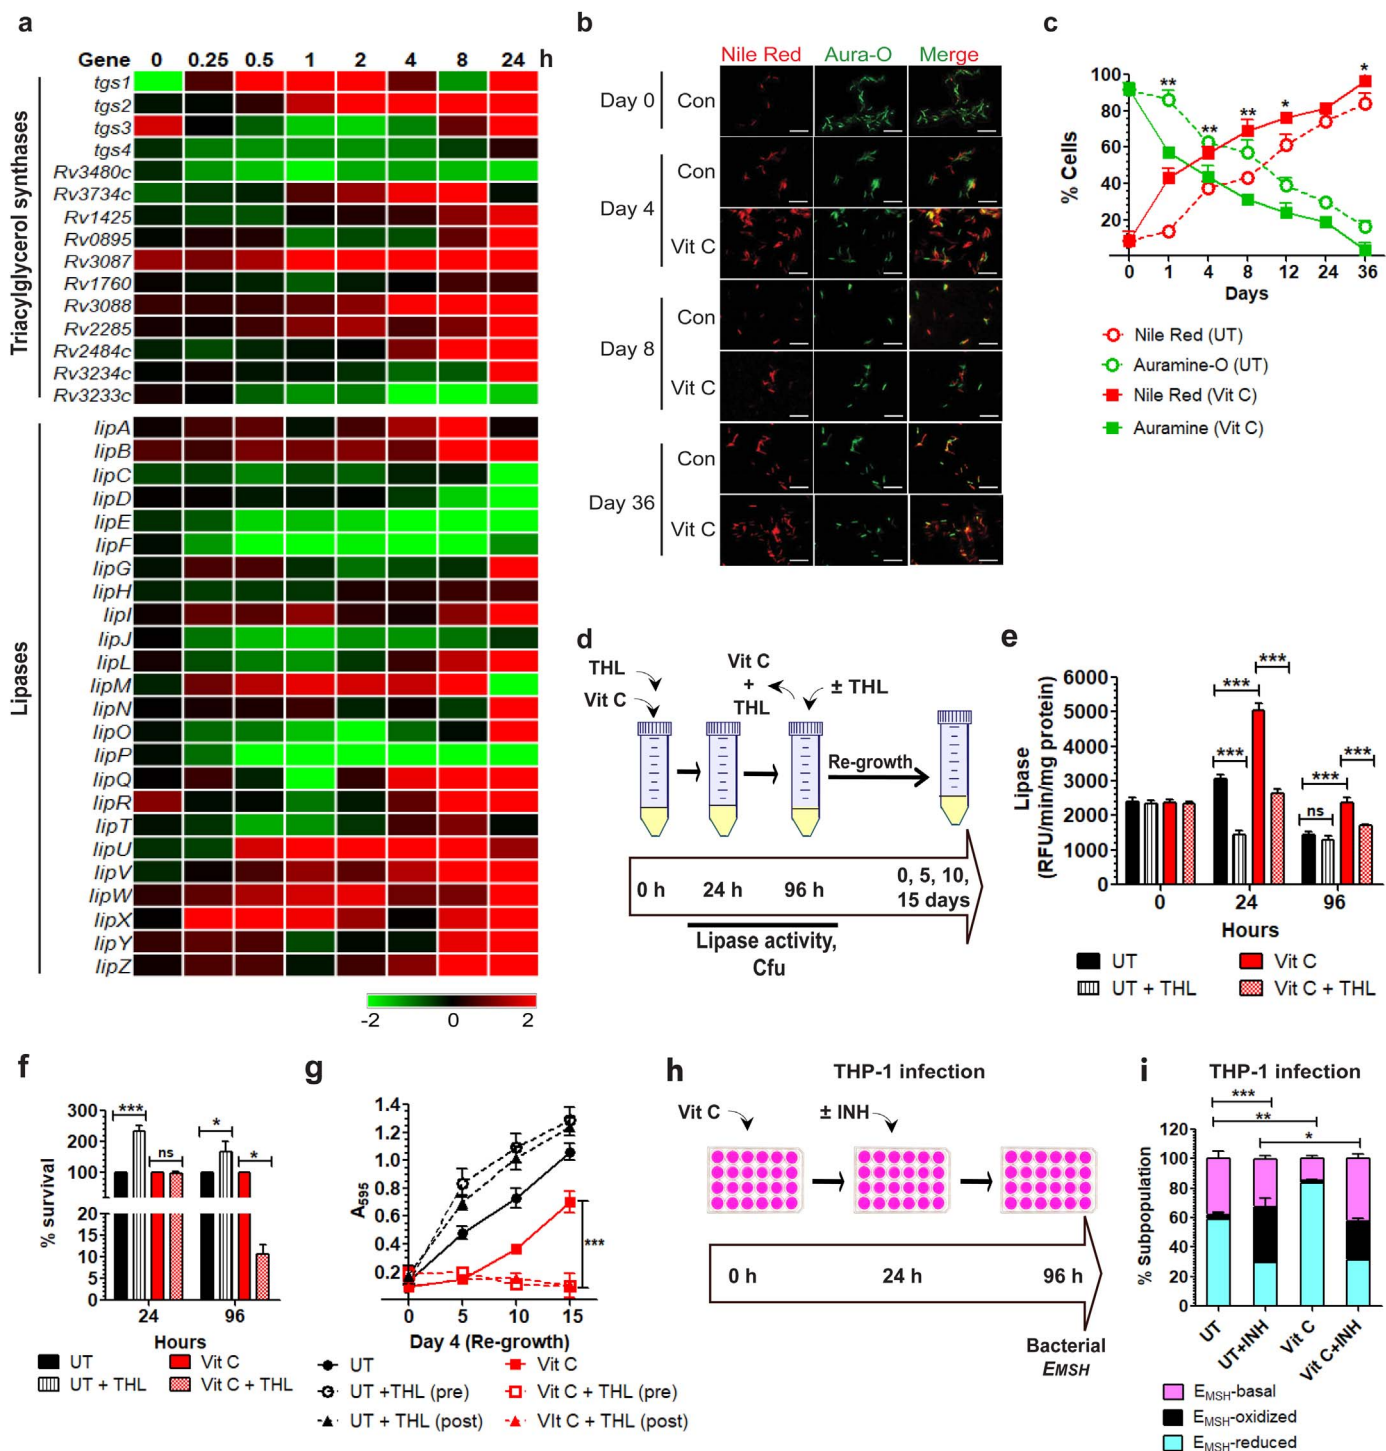 a
Gene 0 0.25 0.5 1 2 4 8 24 h
Triacylglycerol synthases
tgs1
tgs2
tgs3
tgs4
Rv3480c
Rv3734c
Rv1425
Rv0895
Rv3087
Rv1760
Rv3088
Rv2285
Rv2484c
Rv3234c
Rv3233c
Lipases
lipA
lipB
lipC
lipD
lipE
lipF
lipG
lipH
lipI
lipJ
lipL
lipM
lipN
lipO
lipP
lipQ
lipR
lipT
lipU
lipV
lipW
lipX
lipY
lipZ
-2 0 2
b
Nile Red Aura-O Merge
Day 0 Con
Day 4 Con
Vit C
Day 8 Con
Vit C
Day 36 Con
Vit C
c
% Cells
100
80
60
40
20
** ** ** * *
0 1 4 8 12 24 36
Days
Nile Red (UT)
Auramine-O (UT)
Nile Red (Vit C)
Auramine (Vit C)
d
THL
Vit C
Vit C
+
THL
± THL
Re-growth
0 h 24 h 96 h 0, 5, 10,
15 days
Lipase activity,
Cfu
e
Lipase
(RFU/min/mg protein)
6000
5000
4000
3000
2000
1000
0
*** *** *** ns *** ***
0 24 96
Hours
UT Vit C
UT + THL Vit C + THL
f
% survival
300
200
100
20
15
10
5
0
*** ns * *
24 96
Hours
UT Vit C
UT + THL Vit C + THL
g
A595
1.4
1.2
1.0
0.8
0.6
0.4
0.2
***
0 5 10 15
Day 4 (Re-growth)
UT Vit C
UT +THL (pre) Vit C + THL (pre)
UT + THL (post) VIt C + THL (post)
h
THP-1 infection
Vit C ± INH
0 h 24 h 96 h
Bacterial
EMSH
i
THP-1 infection
***
**
*
% Subpopulation
120
100
80
60
40
20
0
UT UT+INH Vit C Vit C+INH
EMSH-basal
EMSH-oxidized
EMSH-reduced